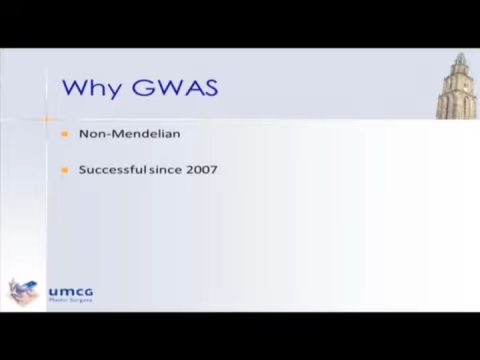 Why GWAS
Non-Mendelian
Successful since 2007
umcg
Plastic Surgery